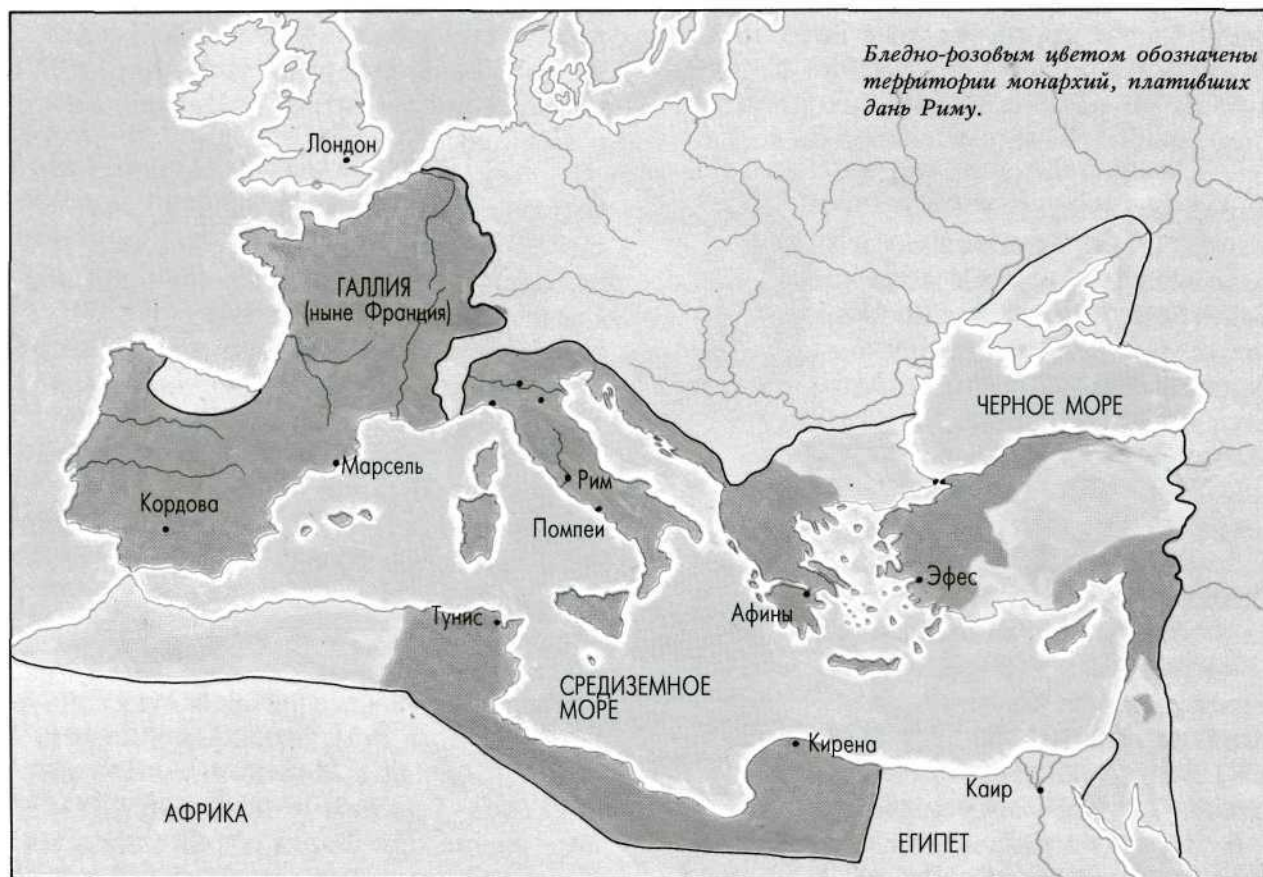 Бледно-розовым цветом обозначены
территории монархий, плативших
дань Риму.
Лондон
ГАЛЛИЯ
(ныне Франция)
ЧЕРНОЕ МОРЕ
Марсель
Рим
Кордова
Помпеи
Эфес
Тунис
Афины
СРЕДИЗЕМНОЕ
МОРЕ
Кирена
Каир
АФРИКА
ЕГИПЕТ